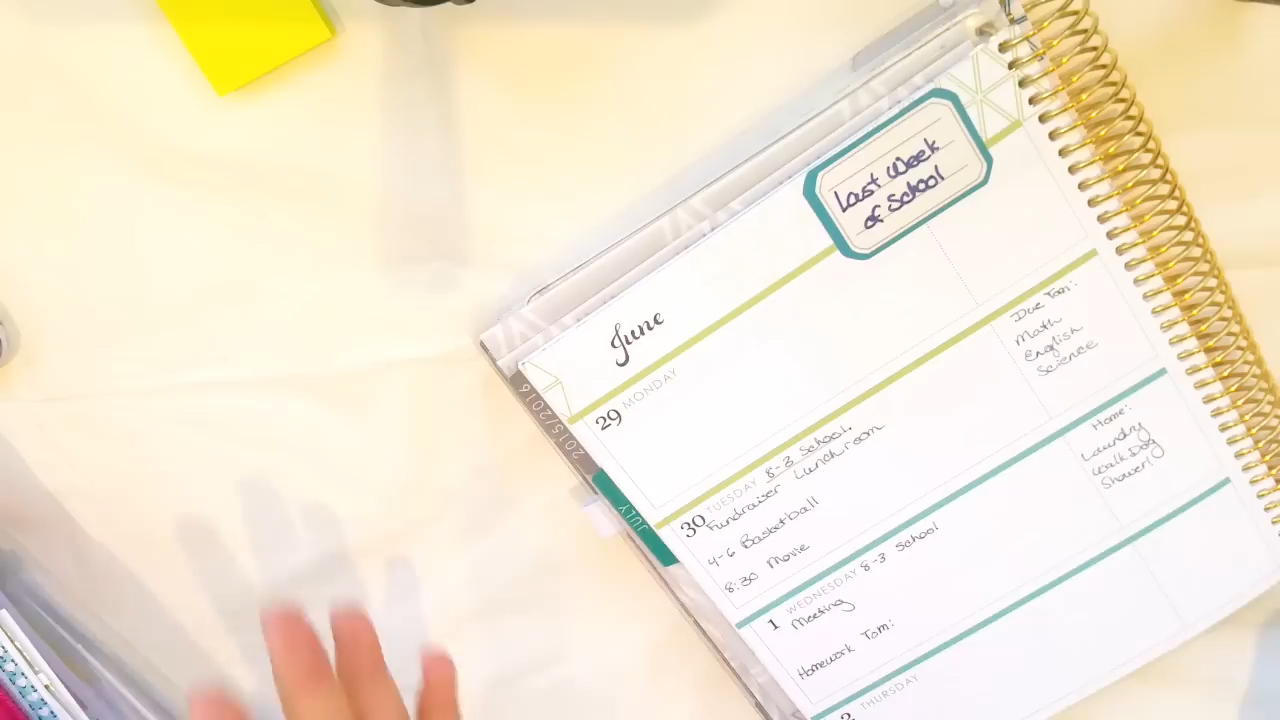 Last Week
of School
June
2015/2016
29 MONDAY
JULY
30 TUESDAY 8-3 School.
Fundraiser Lunchroom
4-6 Basketball
8:30 Movie
Due Tom:
Math
English
Science
1 WEDNESDAY 8-3 School
Meeting
Homework Tom:
Home:
Laundry
Walk Dog
Shower!
2 THURSDAY